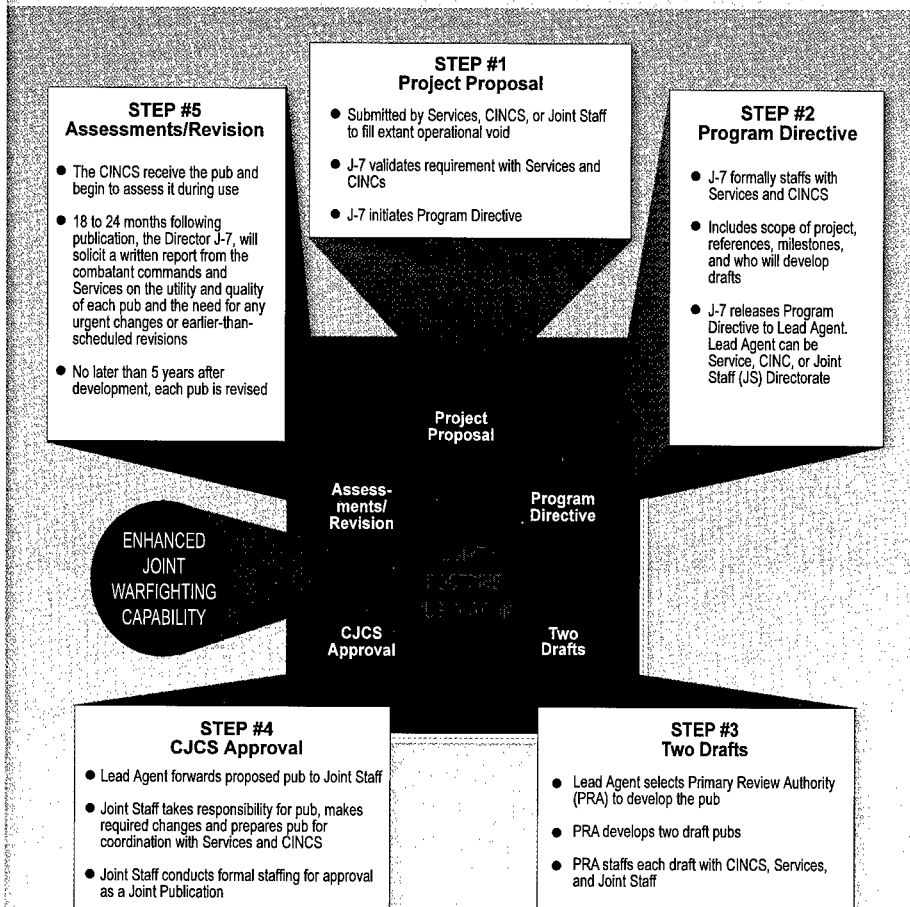 STEP #1
Project Proposal
● Submitted by Services, CINCS, or Joint Staff
to fill extant operational void
● J-7 validates requirement with Services and
CINCs
● J-7 initiates Program Directive
STEP #2
Program Directive
● J-7 formally staffs with
Services and CINCS
● Includes scope of project,
references, milestones,
and who will develop
drafts
● J-7 releases Program
Directive to Lead Agent.
Lead Agent can be
Service, CINC, or Joint
Staff (JS) Directorate
STEP #3
Two Drafts
● Lead Agent selects Primary Review Authority
(PRA) to develop the pub
● PRA develops two draft pubs
● PRA staffs each draft with CINCS, Services,
and Joint Staff
STEP #4
CJCS Approval
● Lead Agent forwards proposed pub to Joint Staff
● Joint Staff takes responsibility for pub, makes
required changes and prepares pub for
coordination with Services and CINCS
● Joint Staff conducts formal staffing for approval
as a Joint Publication
STEP #5
Assessments/Revision
● The CINCS receive the pub and
begin to assess it during use
● 18 to 24 months following
publication, the Director J-7, will
solicit a written report from the
combatant commands and
Services on the utility and quality
of each pub and the need for any
urgent changes or earlier-than-
scheduled revisions
● No later than 5 years after
development, each pub is revised
Project
Proposal
Program
Directive
Two
Drafts
CJCS
Approval
Assess-
ments/
Revision
ENHANCED
JOINT
WARFIGHTING
CAPABILITY